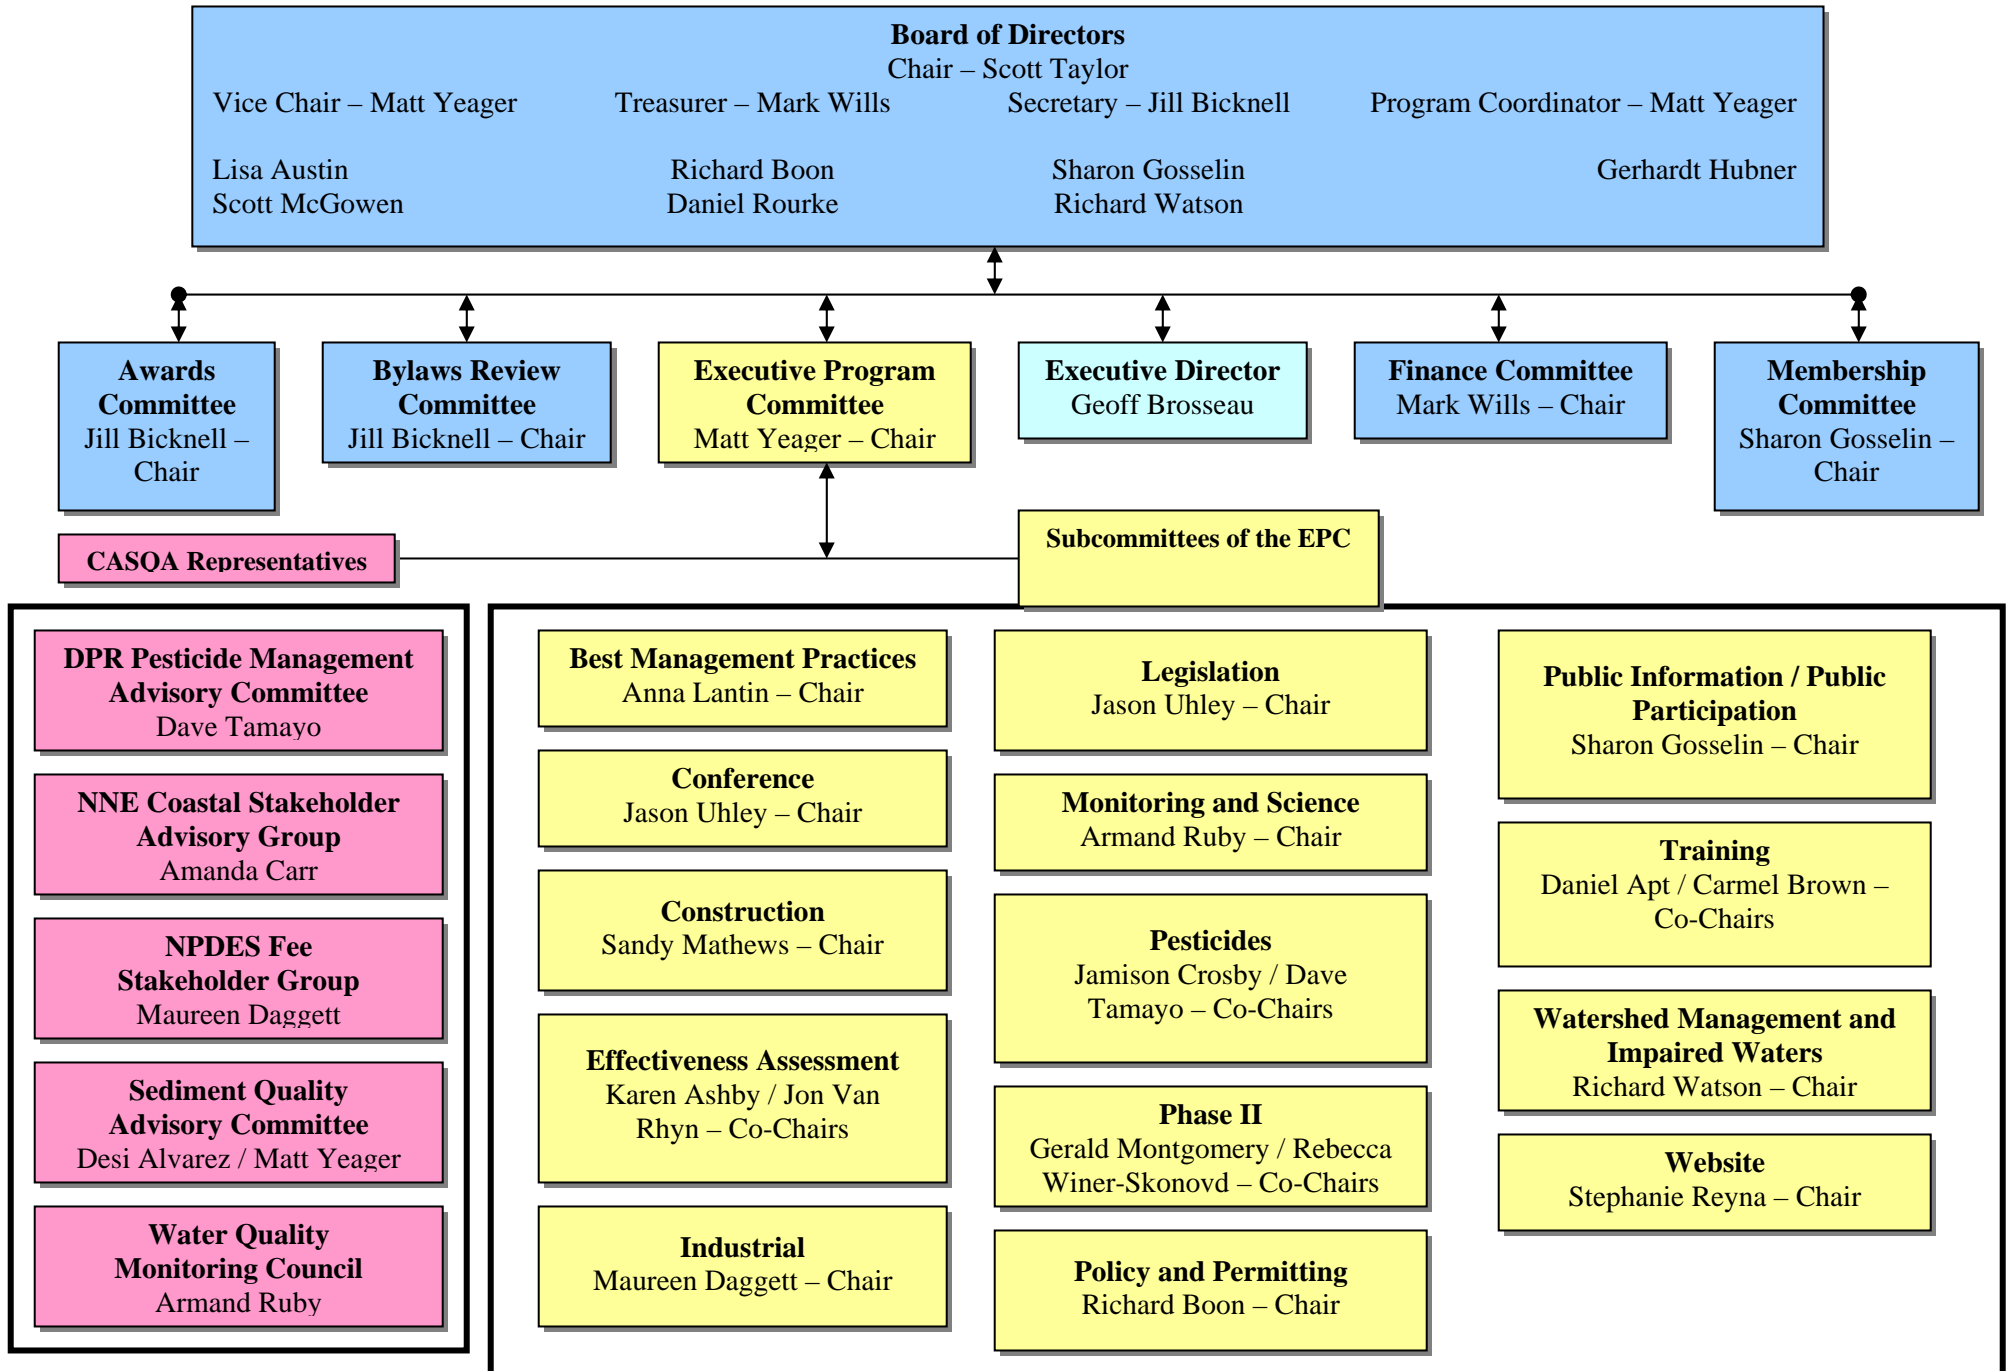 Board of Directors
Chair – Scott Taylor
Vice Chair – Matt Yeager Treasurer – Mark Wills Secretary – Jill Bicknell Program Coordinator – Matt Yeager
Lisa Austin Richard Boon Sharon Gosselin Gerhardt Hubner
Scott McGowen Daniel Rourke Richard Watson
Awards
Committee
Jill Bicknell –
Chair
Bylaws Review
Committee
Jill Bicknell – Chair
Executive Program
Committee
Matt Yeager – Chair
Executive Director
Geoff Brosseau
Finance Committee
Mark Wills – Chair
Membership
Committee
Sharon Gosselin –
Chair
CASQA Representatives
Subcommittees of the EPC
DPR Pesticide Management
Advisory Committee
Dave Tamayo
NNE Coastal Stakeholder
Advisory Group
Amanda Carr
NPDES Fee
Stakeholder Group
Maureen Daggett
Sediment Quality
Advisory Committee
Desi Alvarez / Matt Yeager
Water Quality
Monitoring Council
Armand Ruby
Best Management Practices
Anna Lantin – Chair
Conference
Jason Uhley – Chair
Construction
Sandy Mathews – Chair
Effectiveness Assessment
Karen Ashby / Jon Van
Rhyn – Co-Chairs
Industrial
Maureen Daggett – Chair
Legislation
Jason Uhley – Chair
Monitoring and Science
Armand Ruby – Chair
Pesticides
Jamison Crosby / Dave
Tamayo – Co-Chairs
Phase II
Gerald Montgomery / Rebecca
Winer-Skonovd – Co-Chairs
Policy and Permitting
Richard Boon – Chair
Public Information / Public
Participation
Sharon Gosselin – Chair
Training
Daniel Apt / Carmel Brown –
Co-Chairs
Watershed Management and
Impaired Waters
Richard Watson – Chair
Website
Stephanie Reyna – Chair